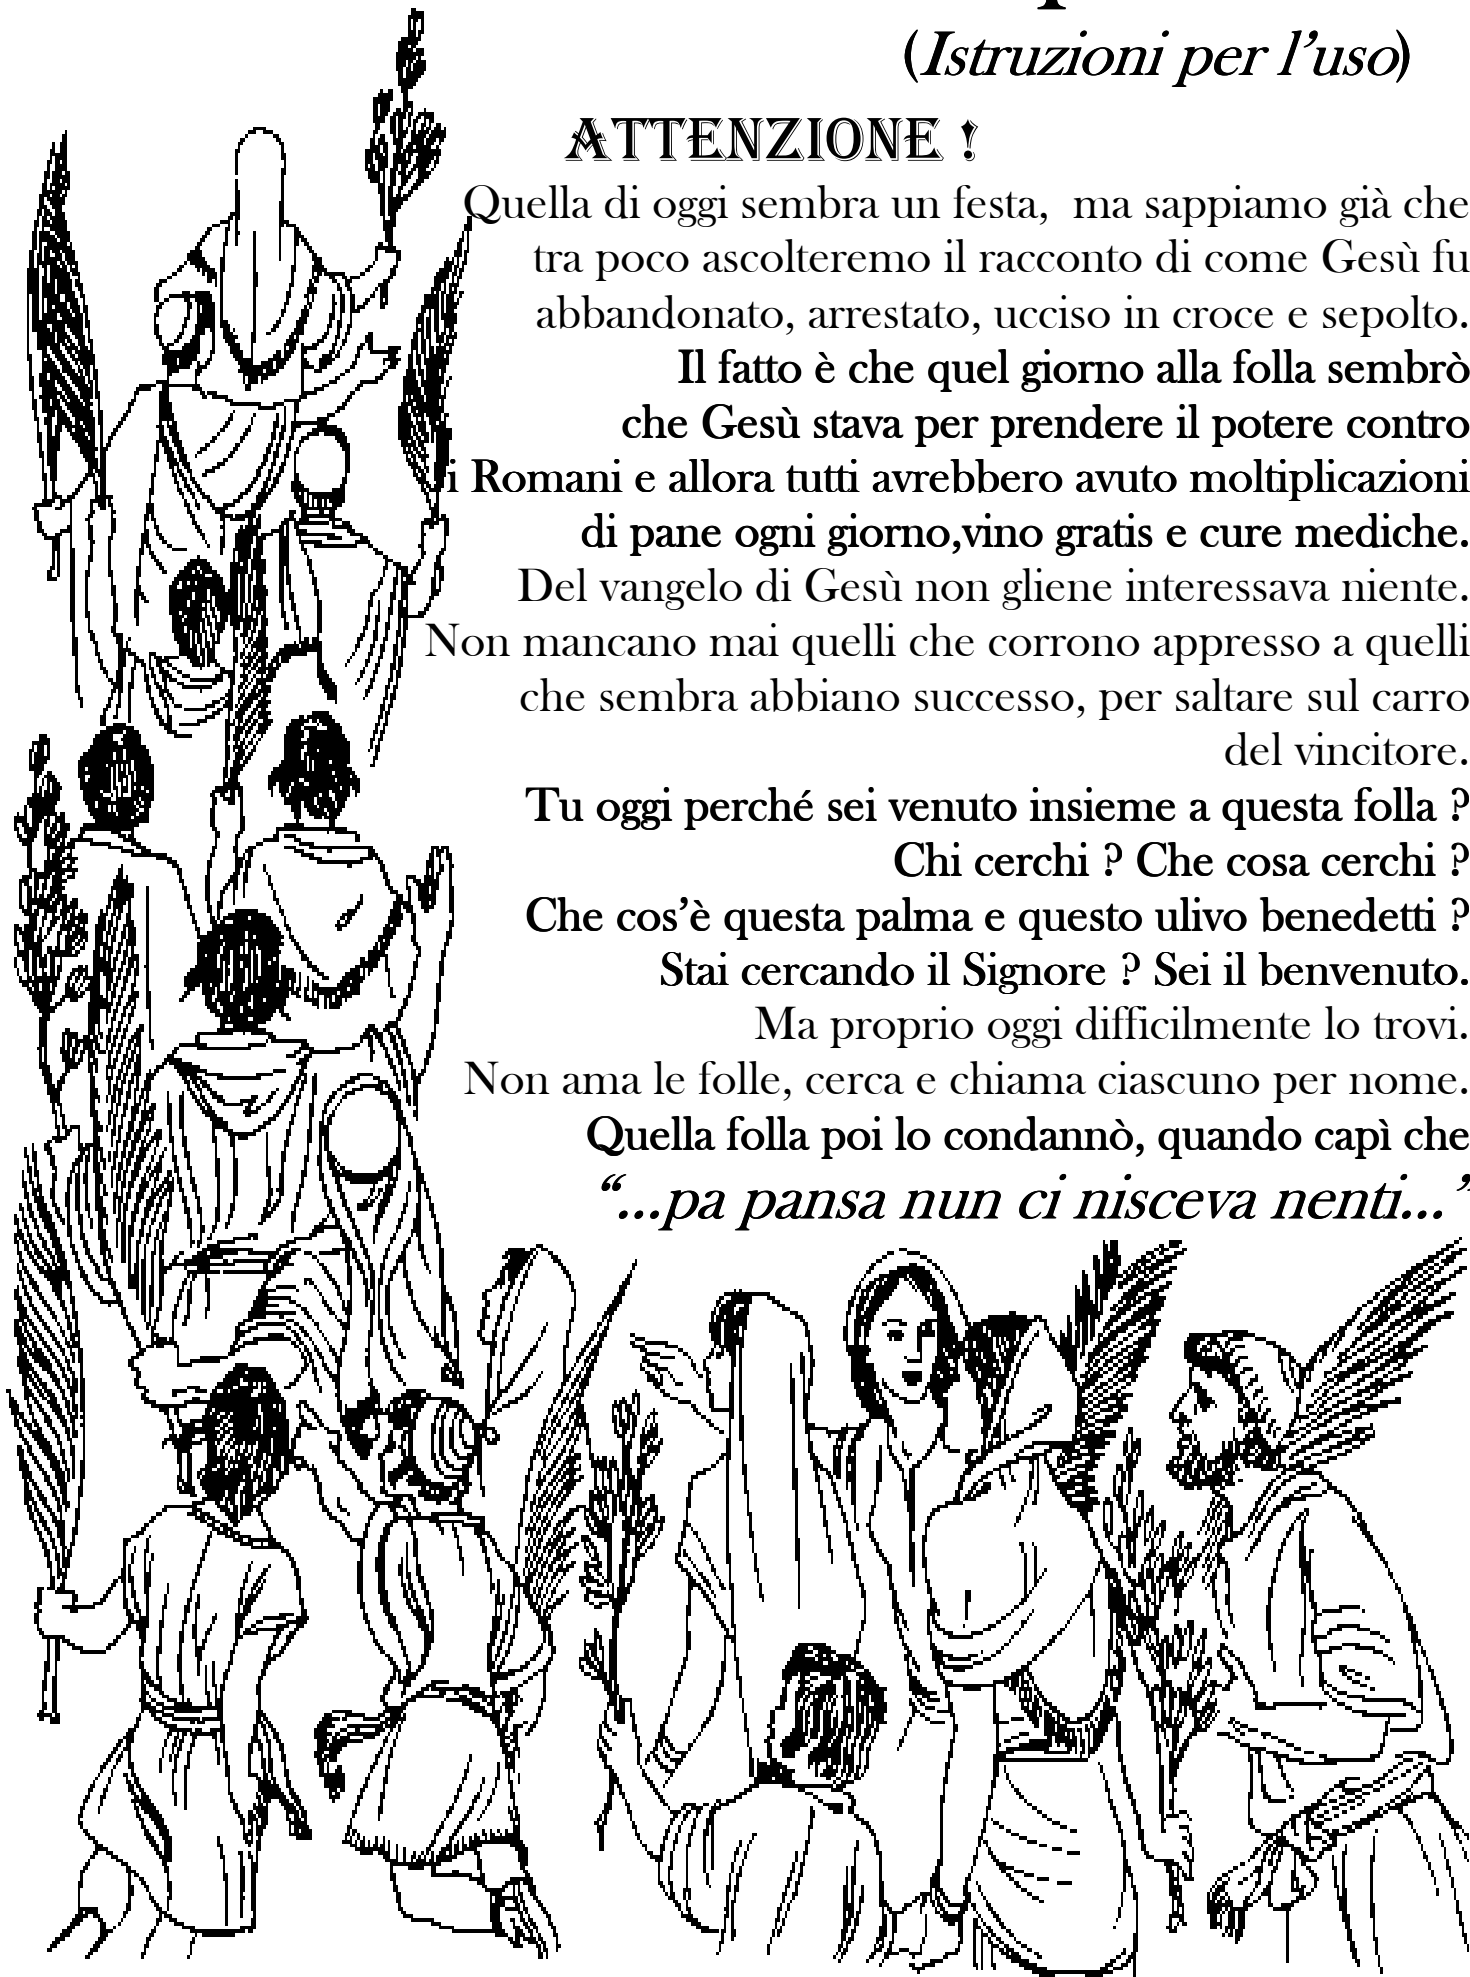 (Istruzioni per l’uso)
ATTENZIONE !
Quella di oggi sembra un festa, ma sappiamo già che
tra poco ascolteremo il racconto di come Gesù fu
abbandonato, arrestato, ucciso in croce e sepolto.
Il fatto è che quel giorno alla folla sembrò
che Gesù stava per prendere il potere contro
i Romani e allora tutti avrebbero avuto moltiplicazioni
di pane ogni giorno,vino gratis e cure mediche.
Del vangelo di Gesù non gliene interessava niente.
Non mancano mai quelli che corrono appresso a quelli
che sembra abbiano successo, per saltare sul carro
del vincitore.
Tu oggi perché sei venuto insieme a questa folla ?
Chi cerchi ? Che cosa cerchi ?
Che cos’è questa palma e questo ulivo benedetti ?
Stai cercando il Signore ? Sei il benvenuto.
Ma proprio oggi difficilmente lo trovi.
Non ama le folle, cerca e chiama ciascuno per nome.
Quella folla poi lo condannò, quando capì che
“...pa pansa nun ci nisceva nenti...”